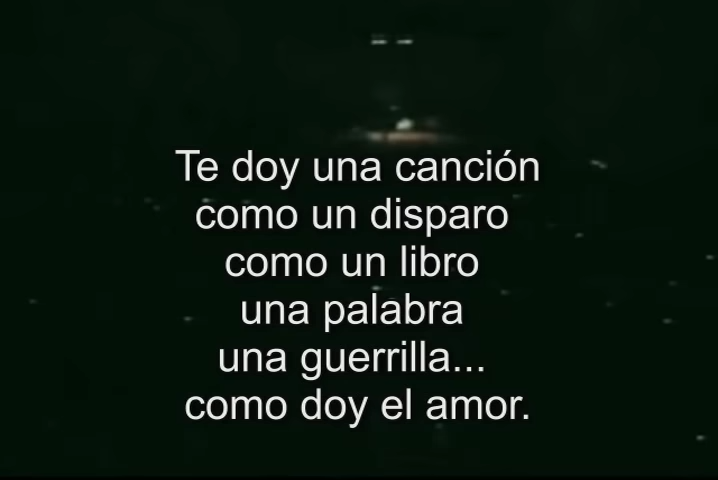 Te doy una canción
como un disparo
como un libro
una palabra
una guerrilla...
como doy el amor.